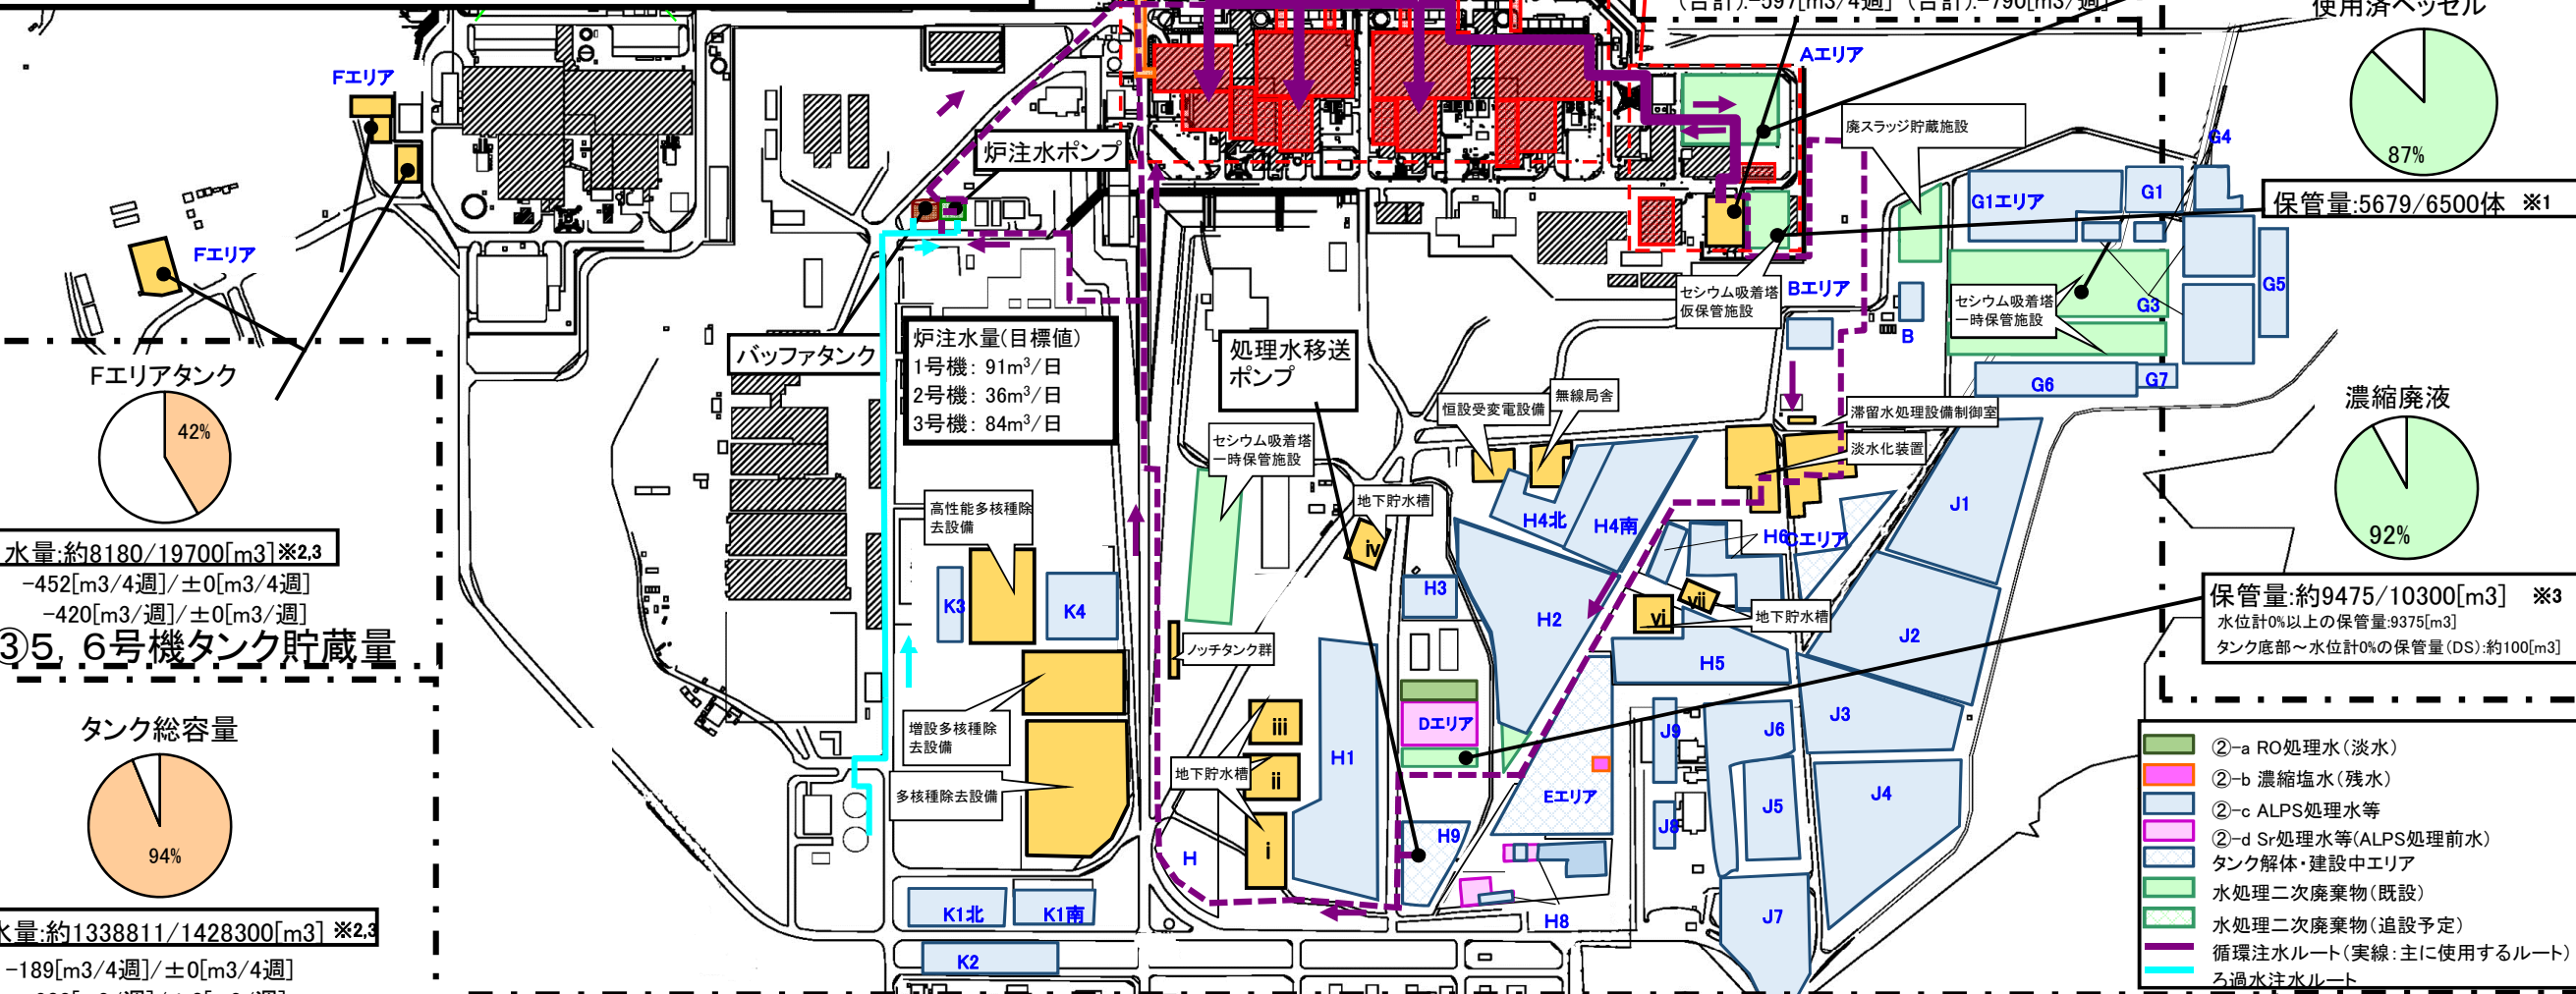 (合計):-597[m3/4週] (合計):-790[m3/週]
使用済ベッセル
87%
保管量:5679/6500体 ※1
Fエリア
Fエリア
Aエリア
廃スラッジ貯蔵施設
G4
G1エリア
G1
炉注水ポンプ
セシウム吸着塔
仮保管施設
Bエリア
B
セシウム吸着塔
一時保管施設
G3
G5
G6
G7
バッファタンク
炉注水量(目標値)
1号機: 91m³/日
2号機: 36m³/日
3号機: 84m³/日
処理水移送
ポンプ
恒設受変電設備
無線局舎
滞留水処理設備制御室
淡水化装置
セシウム吸着塔
一時保管施設
地下貯水槽
Fエリアタンク
42%
水量:約8180/19700[m3]※2,3
-452[m3/4週]/±0[m3/4週]
-420[m3/週]/±0[m3/週]
③5, 6号機タンク貯蔵量
濃縮廃液
92%
保管量:約9475/10300[m3] ※3
水位計0%以上の保管量:9375[m3]
タンク底部～水位計0%の保管量(DS):約100[m3]
高性能多核種除
去設備
K3
K4
iv
H3
H4北
H4南
H6
Cエリア
J1
H2
vi
vii
地下貯水槽
J2
H5
ノッチタンク群
増設多核種除
去設備
多核種除去設備
iii
ii
i
地下貯水槽
H1
Dエリア
J9
J6
J3
Eエリア
J8
J5
J4
H
H9
H8
J7
K1北
K1南
K2
タンク総容量
94%
水量:約1338811/1428300[m3] ※2,3
-189[m3/4週]/±0[m3/4週]
②-a RO処理水(淡水)
②-b 濃縮塩水(残水)
②-c ALPS処理水等
②-d Sr処理水等(ALPS処理前水)
タンク解体・建設中エリア
水処理二次廃棄物(既設)
水処理二次廃棄物(追設予定)
循環注水ルート(実線:主に使用するルート)
ろ過水注水ルート